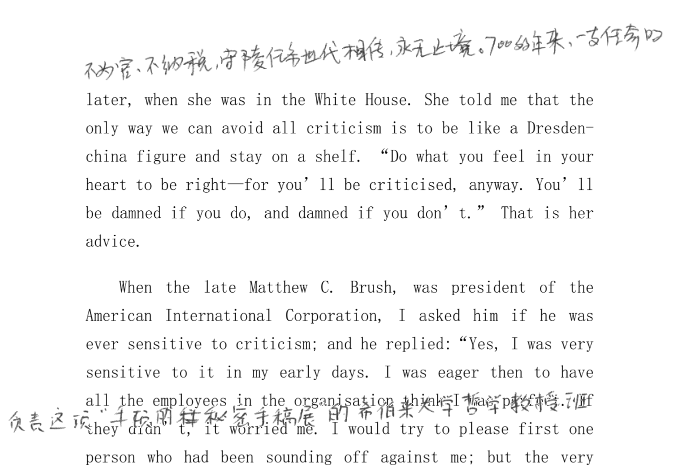 不为官、不纳税,守陵任务世代相传,永无止境。700多年来,一支任务的
later, when she was in the White House. She told me that the
only way we can avoid all criticism is to be like a Dresden-
china figure and stay on a shelf. “Do what you feel in your
heart to be right—for you’ll be criticised, anyway. You’ll
be damned if you do, and damned if you don’t.” That is her
advice.
When the late Matthew C. Brush, was president of the
American International Corporation, I asked him if he was
ever sensitive to criticism; and he replied: “Yes, I was very
sensitive to it in my early days. I was eager then to have
all the employees in the organisation think I was perfect. If
负责这项“牛顿的秘密手稿展”的希伯来大学哲学教授班
they didn’t, it worried me. I would try to please first one
person who had been sounding off against me; but the very